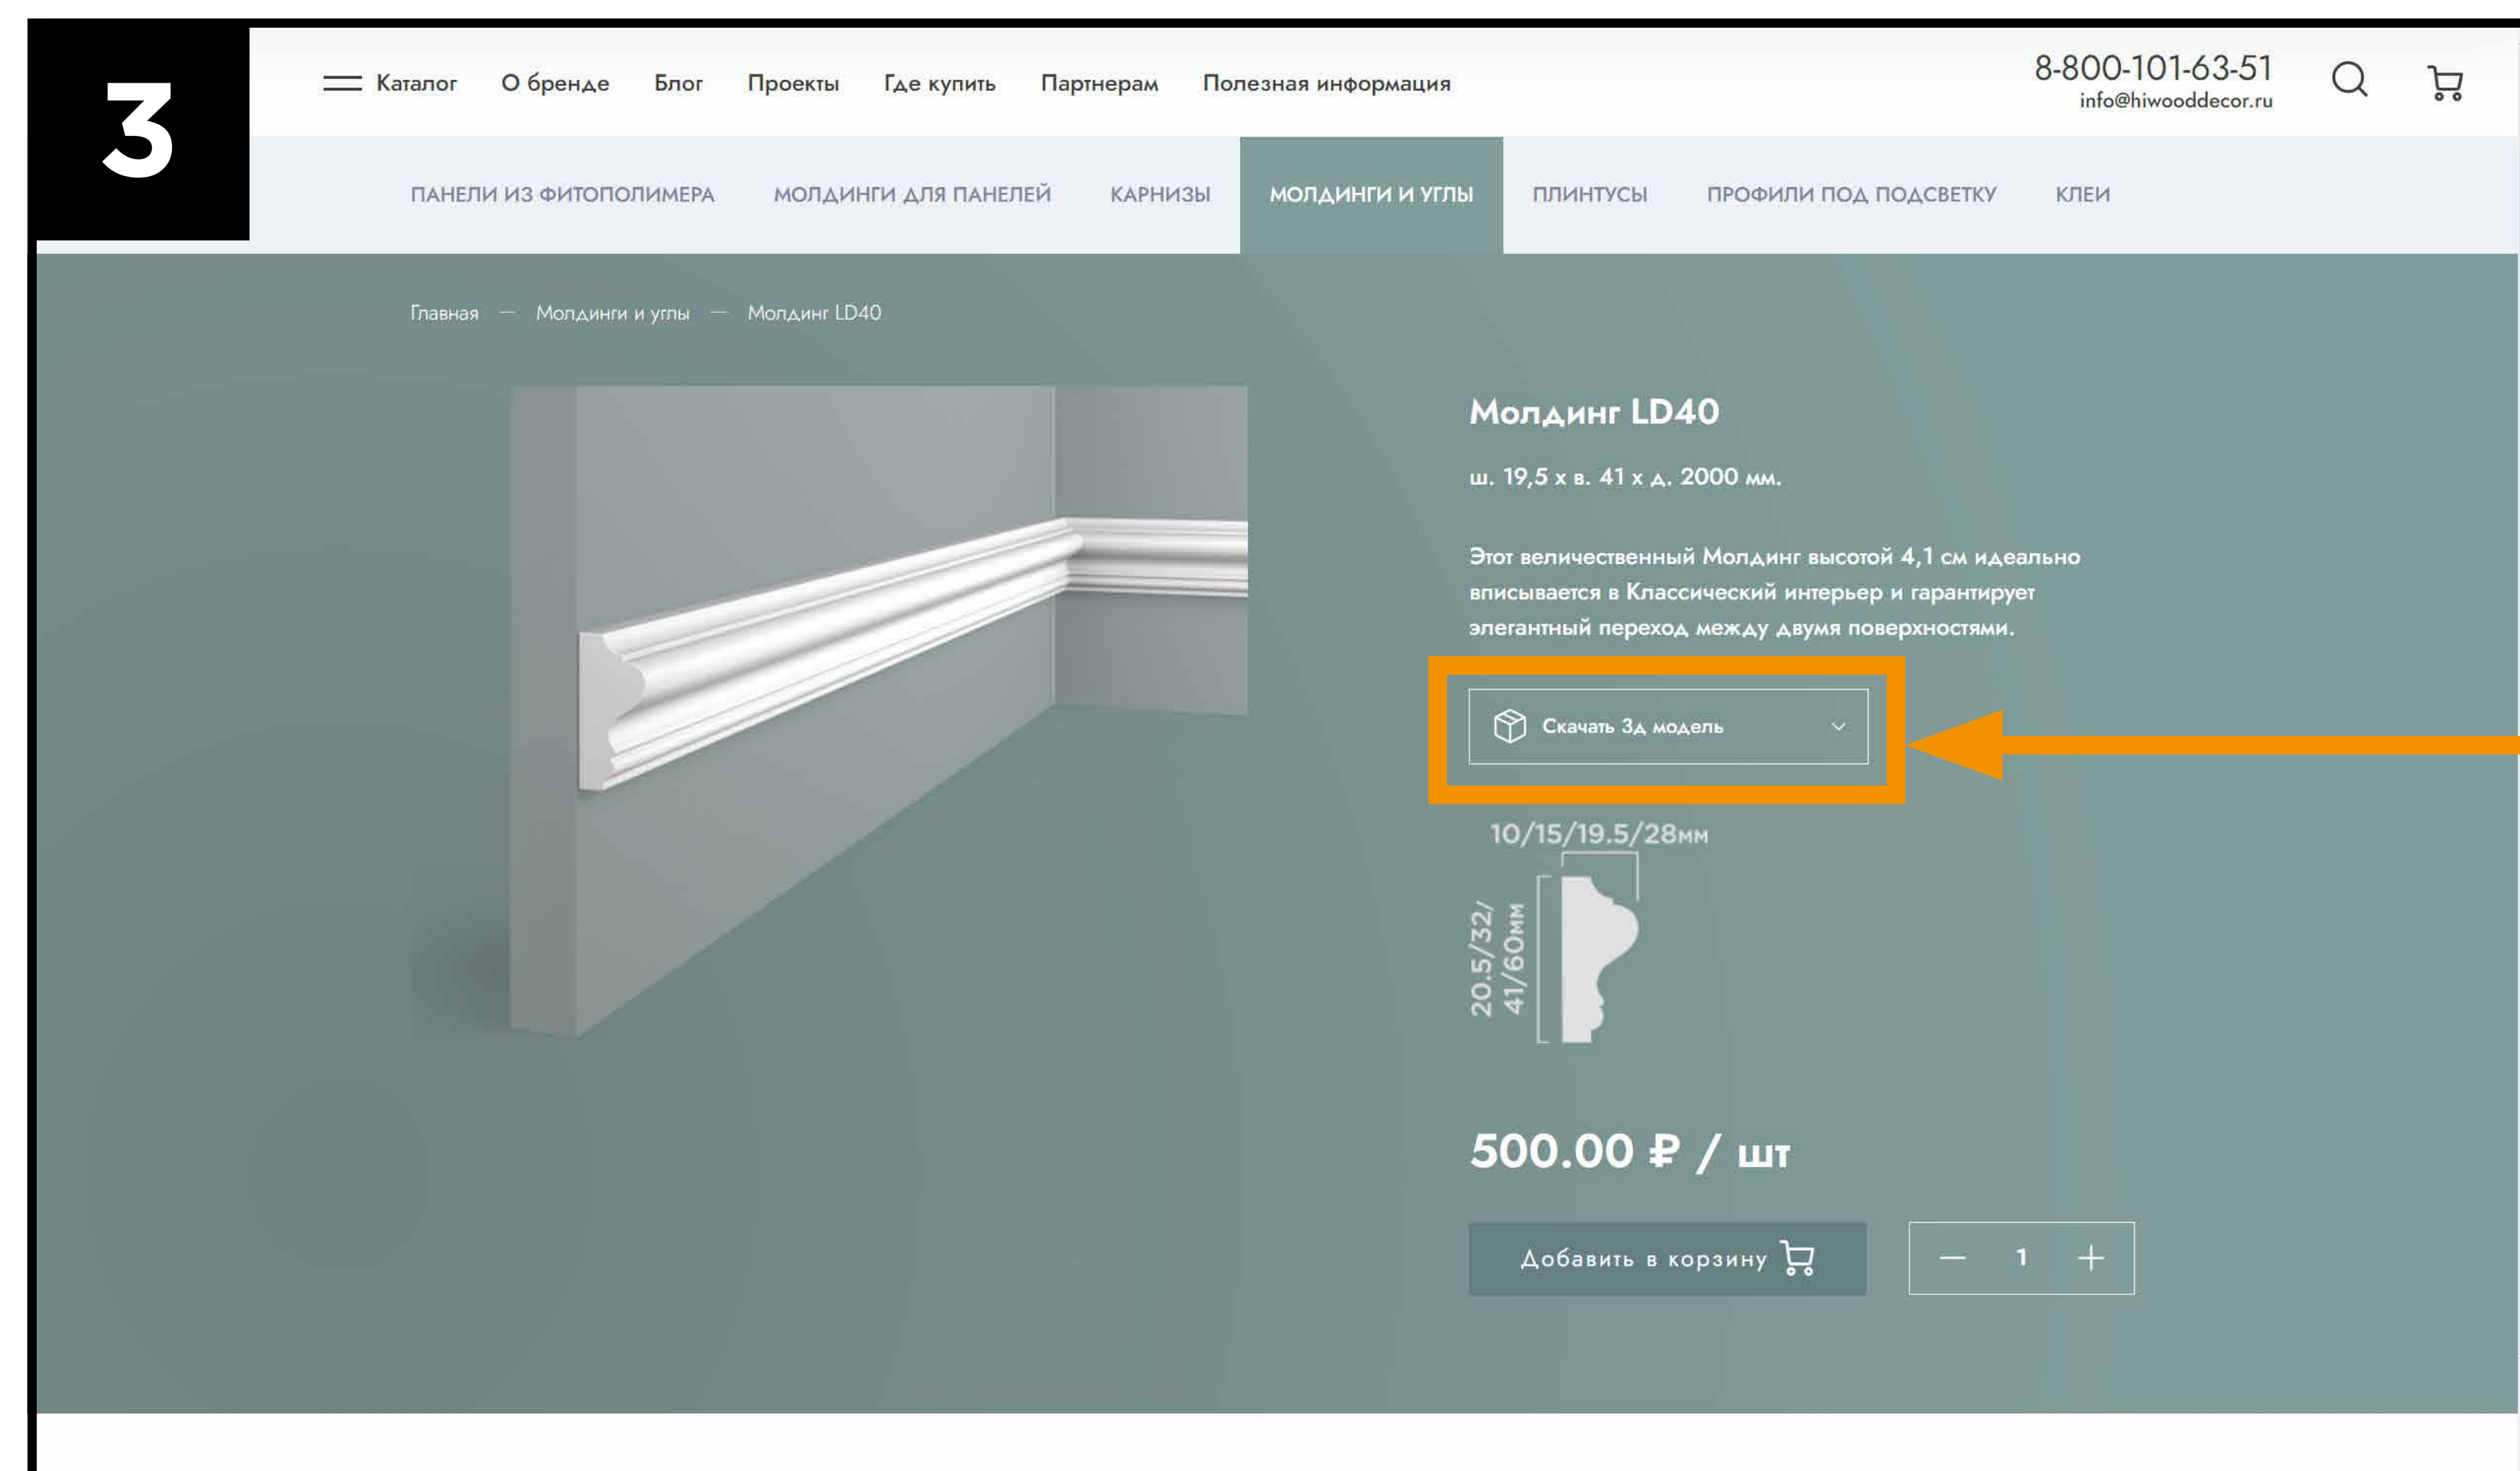 3
Каталог О бренде Блог Проекты Где купить Партнерам Полезная информация
8-800-101-63-51
info@hiwooddecor.ru
ПАНЕЛИ ИЗ ФИТОПОЛИМЕРА МОЛДИНГИ ДЛЯ ПАНЕЛЕЙ КАРНИЗЫ МОЛДИНГИ И УГЛЫ ПЛИНТУСЫ ПРОФИЛИ ПОД ПОДСВЕТКУ КЛЕИ
Главная — Молдинги и углы — Молдинг LD40
Молдинг LD40
ш. 19,5 х в. 41 х д. 2000 мм.
Этот величественный Молдинг высотой 4,1 см идеально
вписывается в Классический интерьер и гарантирует
элегантный переход между двумя поверхностями.
Скачать 3д модель
10/15/19.5/28мм
20.5/32/
41/60мм
500.00 ₽ / шт
Добавить в корзину
— 1 +